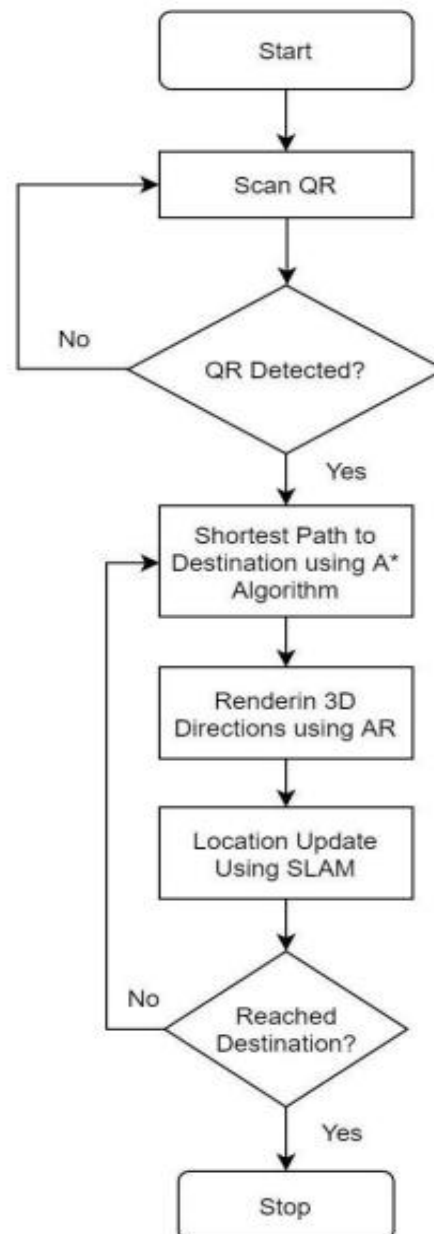 Start
Scan QR
No
QR Detected?
Yes
Shortest Path to
Destination using A*
Algorithm
Renderin 3D
Directions using AR
Location Update
Using SLAM
No
Reached
Destination?
Yes
Stop